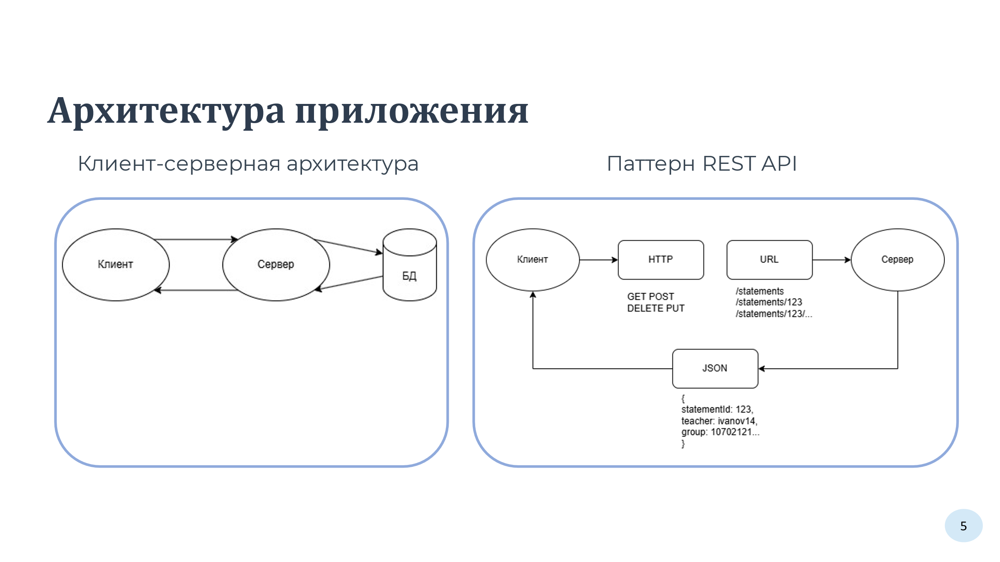 Архитектура приложения
Клиент-серверная архитектура
Клиент
Сервер
БД
Паттерн REST API
Клиент
HTTP
URL
Сервер
GET POST
DELETE PUT
/statements
/statements/123
/statements/123/...
JSON
{
statementId: 123,
teacher: ivanov14,
group: 10702121...
}
5